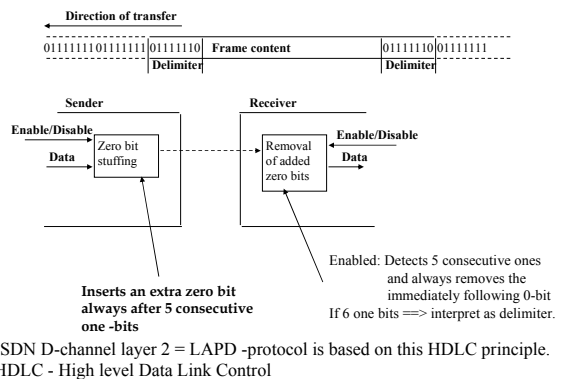 Direction of transfer
0111111101111111 01111110 Frame content 01111110 01111111
Delimiter Delimiter
Sender Receiver
Enable/Disable Enable/Disable
Zero bit
stuffing
Data
Removal
of added
zero bits
Data
Inserts an extra zero bit
always after 5 consecutive
one -bits
Enabled: Detects 5 consecutive ones
and always removes the
immediately following 0-bit
If 6 one bits ==> interpret as delimiter.
SDN D-channel layer 2 = LAPD -protocol is based on this HDLC principle.
HDLC - High level Data Link Control